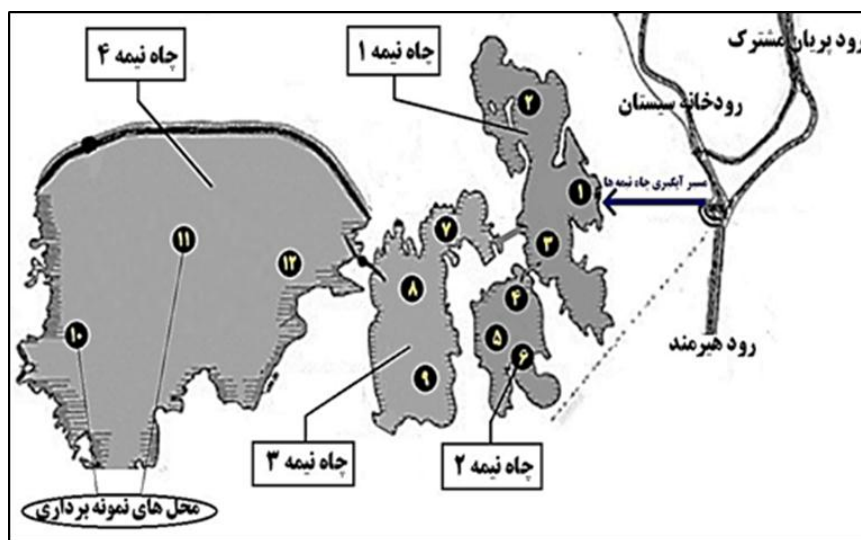 چاه نیمه ۴
چاه نیمه ۱
رود پریان مشترک
رودخانه سیستان
مسیر آبگیری چاه نیمه ها
۲
۱
۳
۷
۱۱
۱۲
۸
۴
۵
۶
۱۰
۹
رود هیرمند
چاه نیمه ۳
چاه نیمه ۲
محل های نمونه برداری